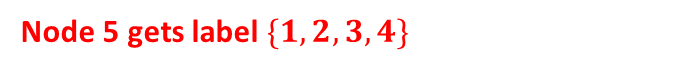 Node 5 gets label {1, 2, 3, 4}